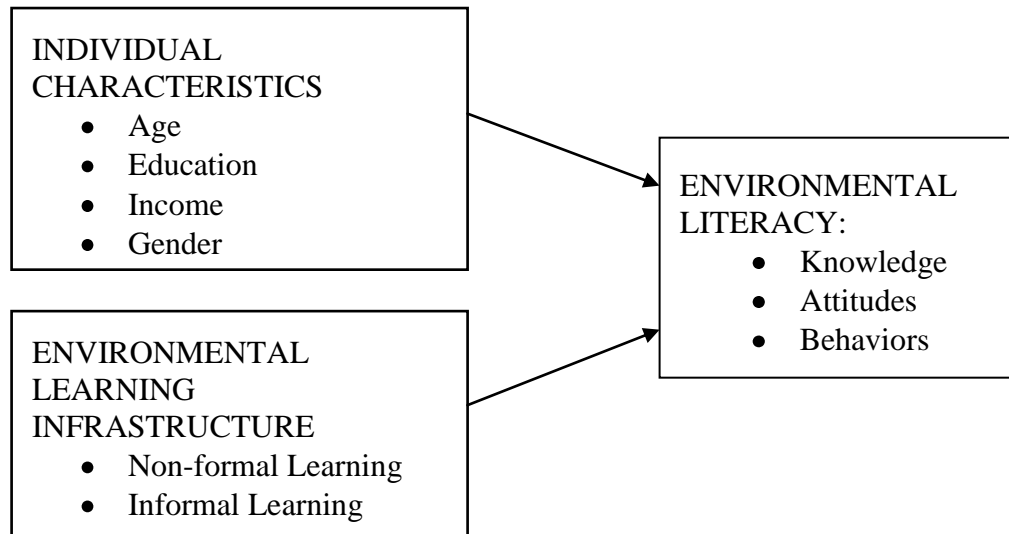 INDIVIDUAL
CHARACTERISTICS
• Age
• Education
• Income
• Gender
ENVIRONMENTAL
LEARNING
INFRASTRUCTURE
• Non-formal Learning
• Informal Learning
ENVIRONMENTAL
LITERACY:
• Knowledge
• Attitudes
• Behaviors